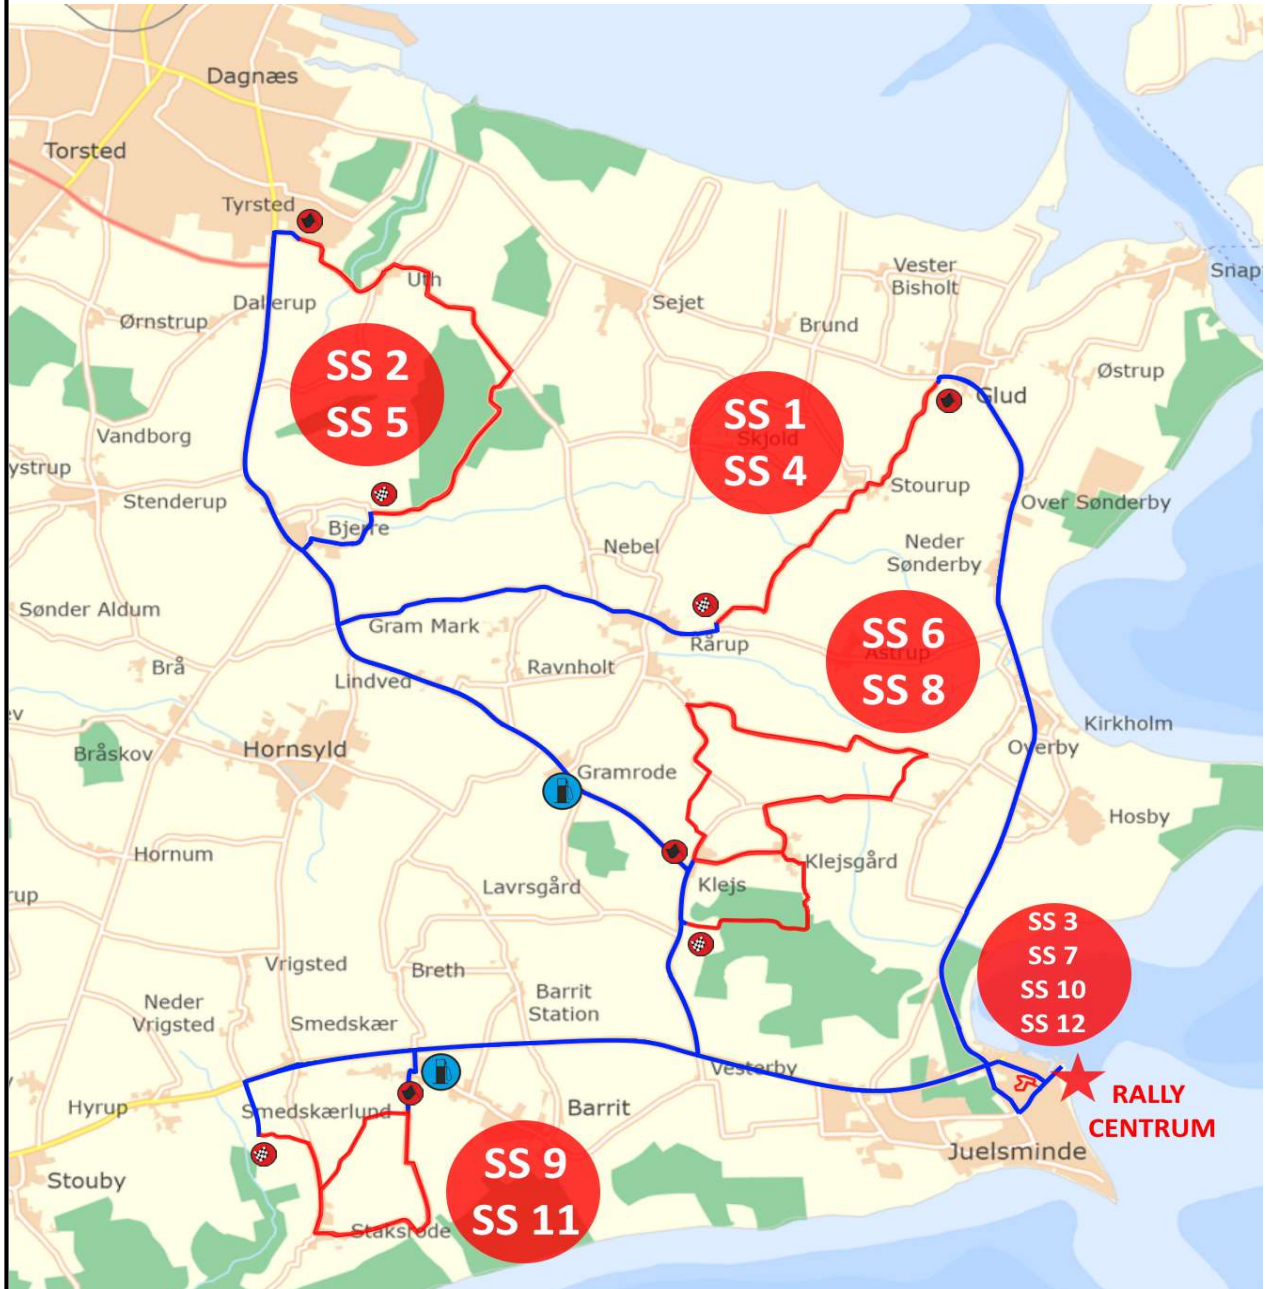 Dagnæs
Torsted
Tyrsted
Uth
Dallerup
Ørnstrup
Sejet
Vester
Bisholt
Snap
Brund
Østrup
Glud
SS 2
SS 5
SS 1
Skjold
SS 4
Vandborg
ystrup
Stenderup
Stourup
Over Sønderby
Bjerre
Nebel
Neder
Sønderby
Sønder Aldum
Gram Mark
Rårup
SS 6
Astrup
SS 8
Brå
Lindved
Ravnholt
Kirkholm
ev
Bråskov
Hornsyld
Overby
Gramrode
Hosby
Hornum
Klejsgård
Lavrsgård
Klejs
rup
SS 3
SS 7
SS 10
SS 12
Vrigsted
Breth
Neder
Vrigsted
Smedskær
Barrit
Station
Vesterby
RALLY
CENTRUM
Hyrup
Smedskærlund
Barrit
Juelsminde
Stouby
SS 9
SS 11
Staksrode